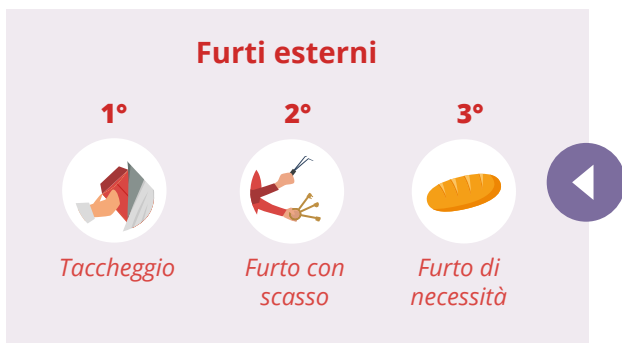 Furti esterni
1°
2°
3°
Taccheggio
Furto con
scasso
Furto di
necessità